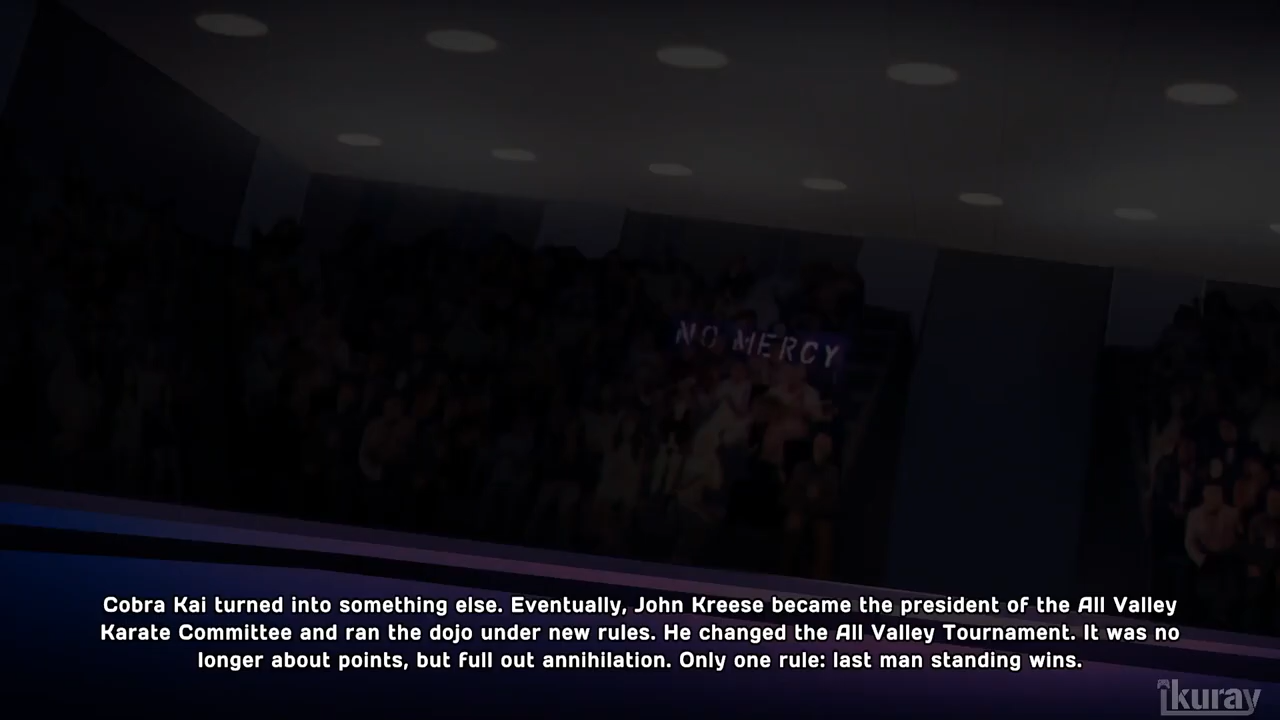 NO MERCY
Cobra Kai turned into something else. Eventually, John Kreese became the president of the All Valley
Karate Committee and ran the dojo under new rules. He changed the All Valley Tournament. It was no
longer about points, but full out annihilation. Only one rule: last man standing wins.
ikuray